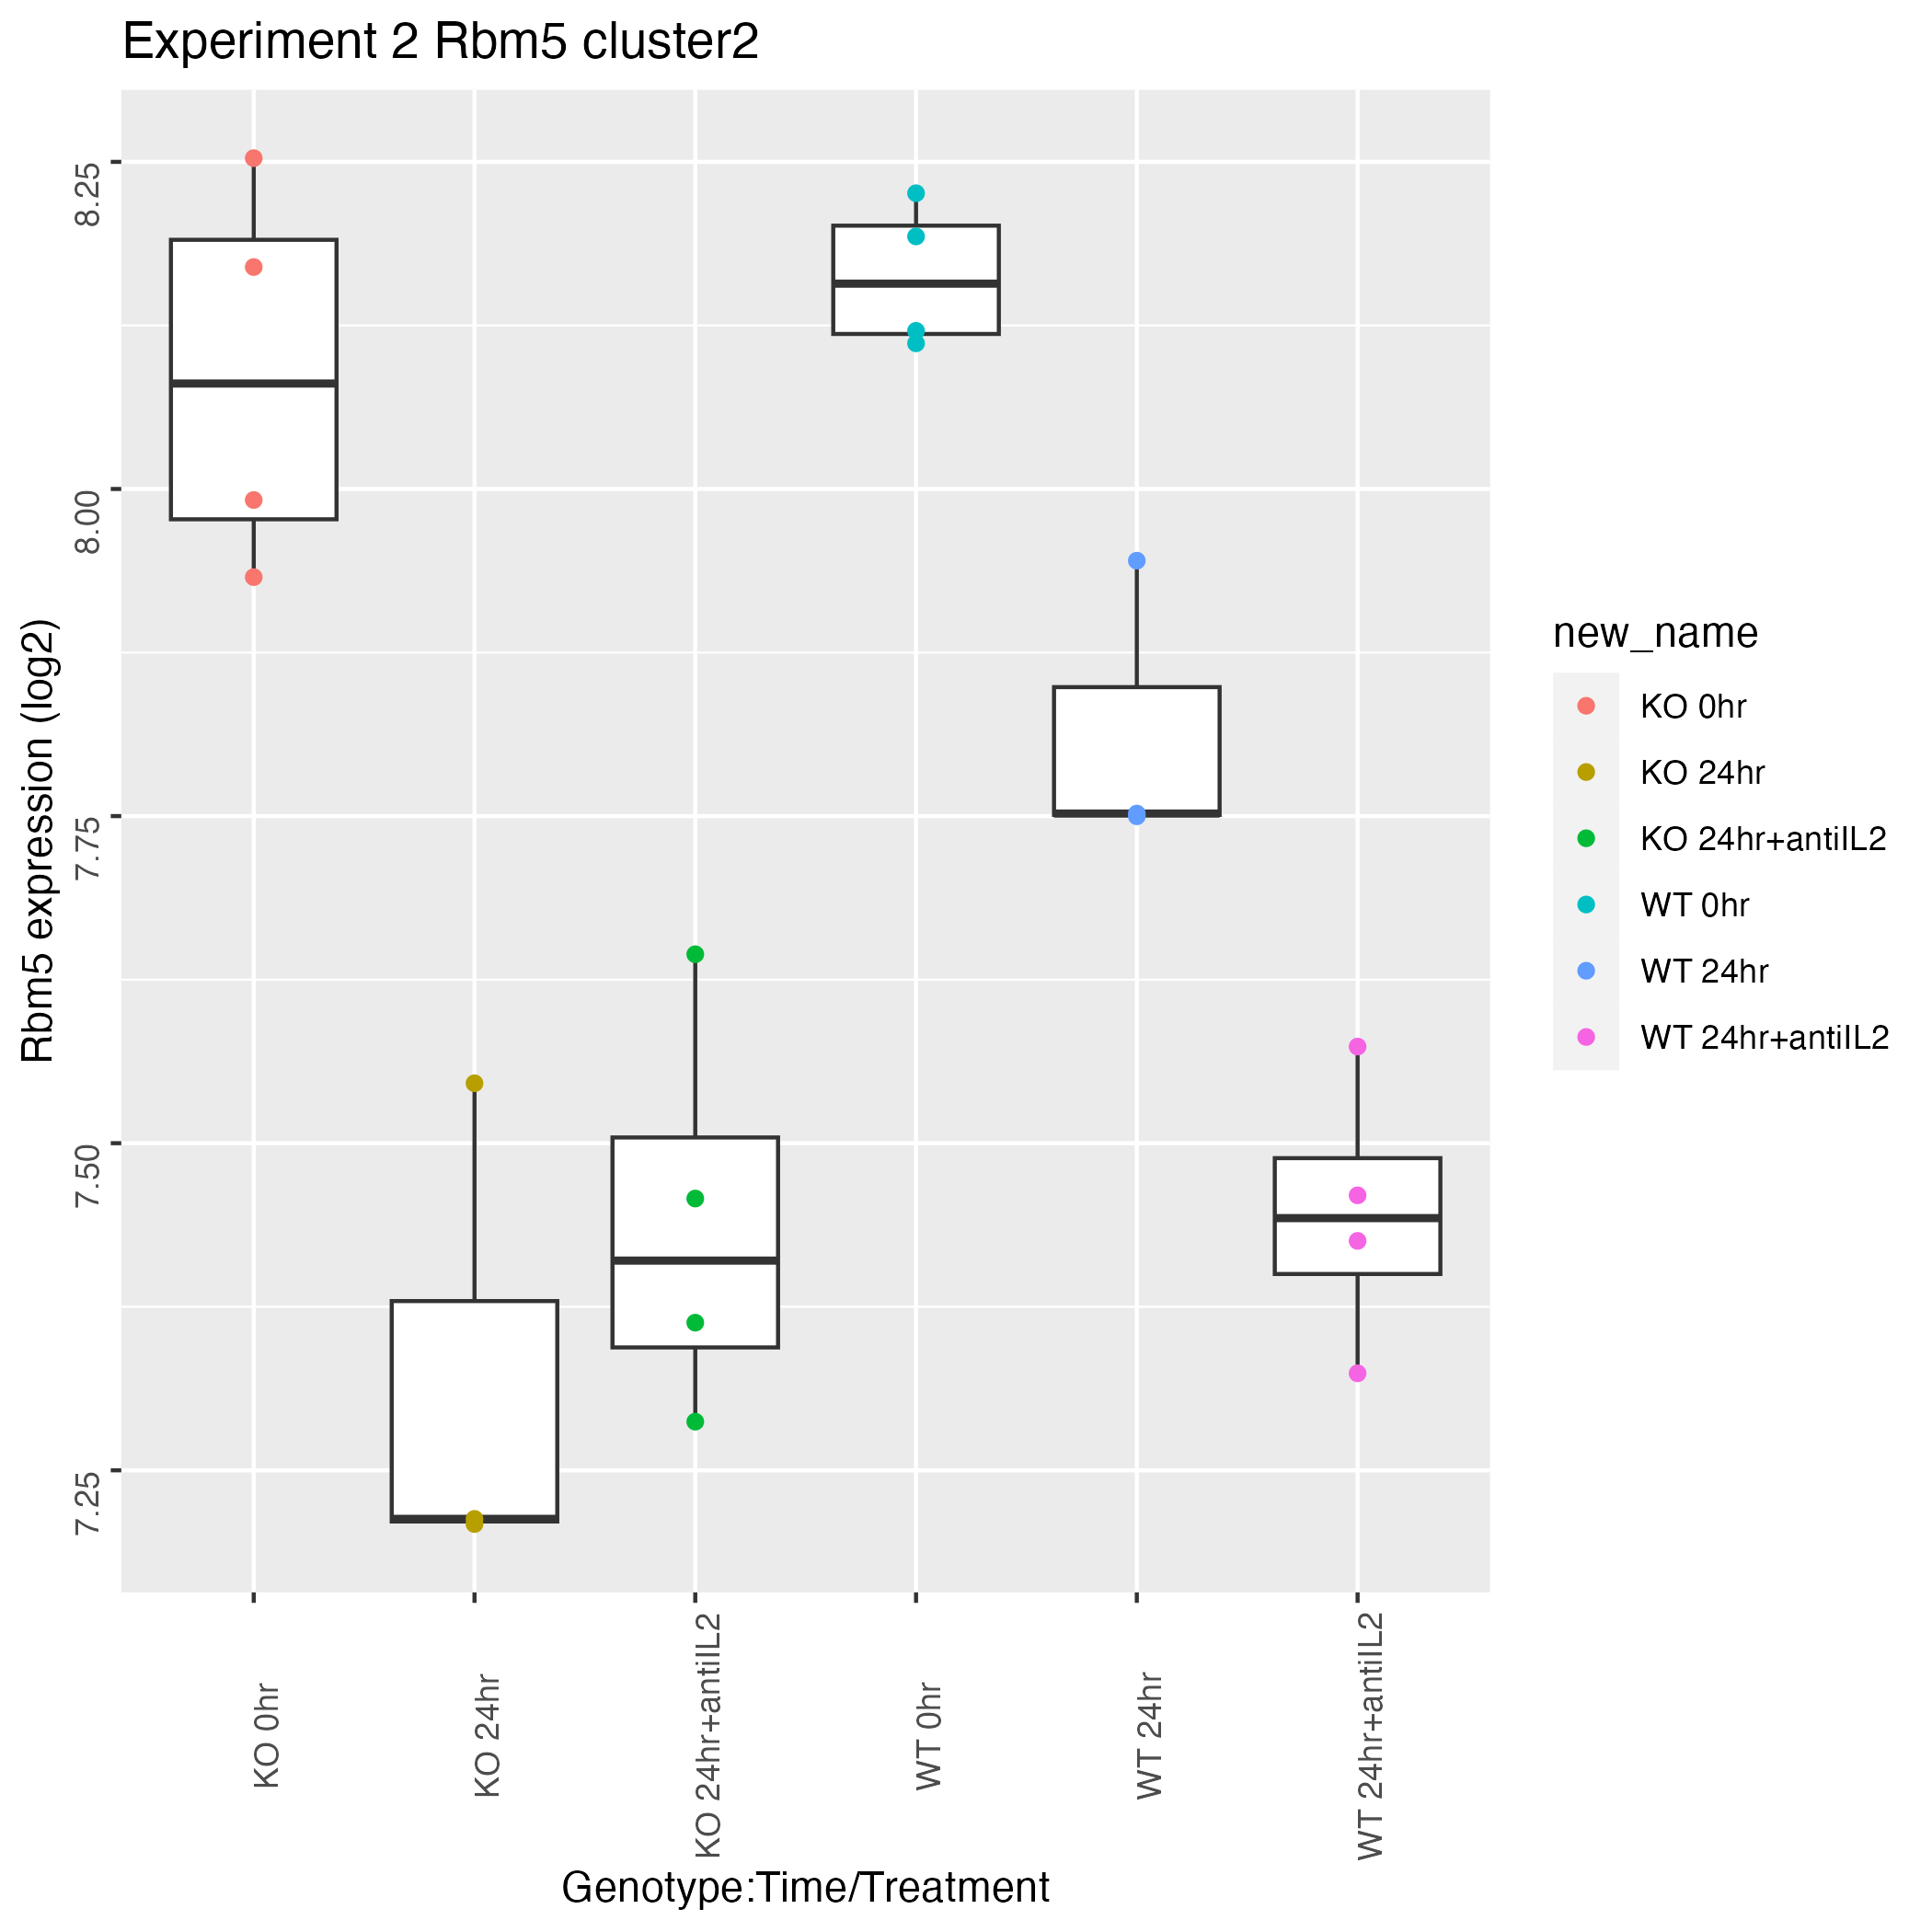 Experiment 2 Rbm5 cluster2
Rbm5 expression (log2)
8.25
8.00
7.75
7.50
7.25
KO 0hr
KO 24hr
KO 24hr+antiIL2
WT 0hr
WT 24hr
WT 24hr+antiIL2
Genotype:Time/Treatment
new_name
KO 0hr
KO 24hr
KO 24hr+antiIL2
WT 0hr
WT 24hr
WT 24hr+antiIL2